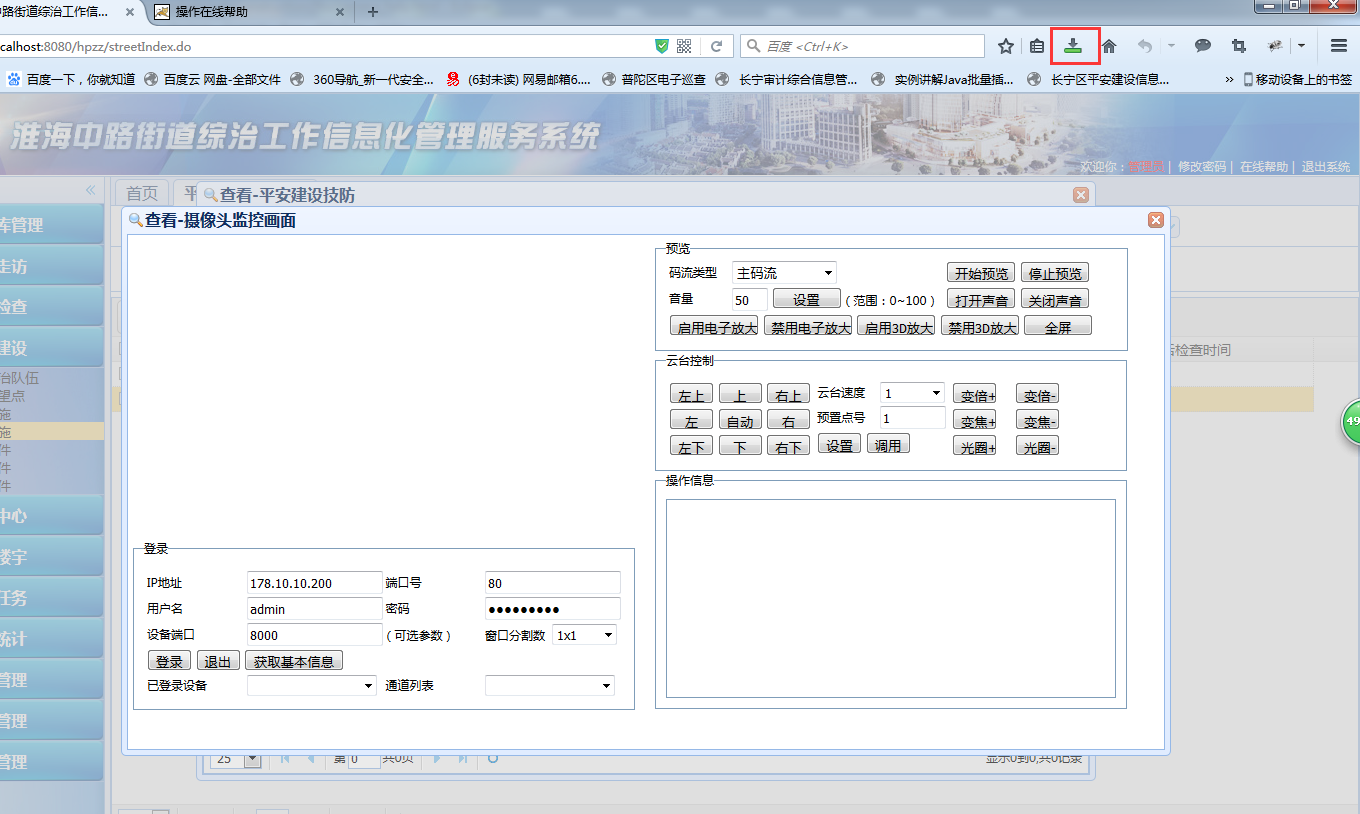 中路街道综治工作信息... × 操作在线帮助 × +
calhost:8080/hpzz/streetIndex.do 百度 <Ctrl+K>
百度一下，你就知道 百度云 网盘-全部文件 360导航_新一代安全... (6封未读) 网易邮箱6.... 普陀区电子巡查 长宁审计综合信息管... 实例讲解Java批量插... 长宁区平安建设信息... » 移动设备上的书签
淮海中路街道综治工作信息化管理服务系统
欢迎你： | 修改密码 | 在线帮助 | 退出系统
«
首页 平
查看-平安建设技防
查看-摄像头监控画面
库管理
走访
检查
建设
治队伍
望点
施
施
件
件
件
中心
楼宇
任务
统计
管理
管理
管理
检查时间
49
预览
码流类型 主码流 开始预览 停止预览
音量 50 设置 （范围：0~100） 打开声音 关闭声音
启用电子放大 禁用电子放大 启用3D放大 禁用3D放大 全屏
云台控制
左上 上 右上 云台速度 1 变倍+ 变倍-
左 自动 右 预置点号 1 变焦+ 变焦-
左下 下 右下 设置 调用 光圈+ 光圈-
操作信息
登录
IP地址 178.10.10.200 端口号 80
用户名 admin 密码 ●●●●●●●●●
设备端口 8000 （可选参数） 窗口分割数 1x1
登录 退出 获取基本信息
已登录设备 通道列表
25 第 0 共0页 显示0到0,共0记录